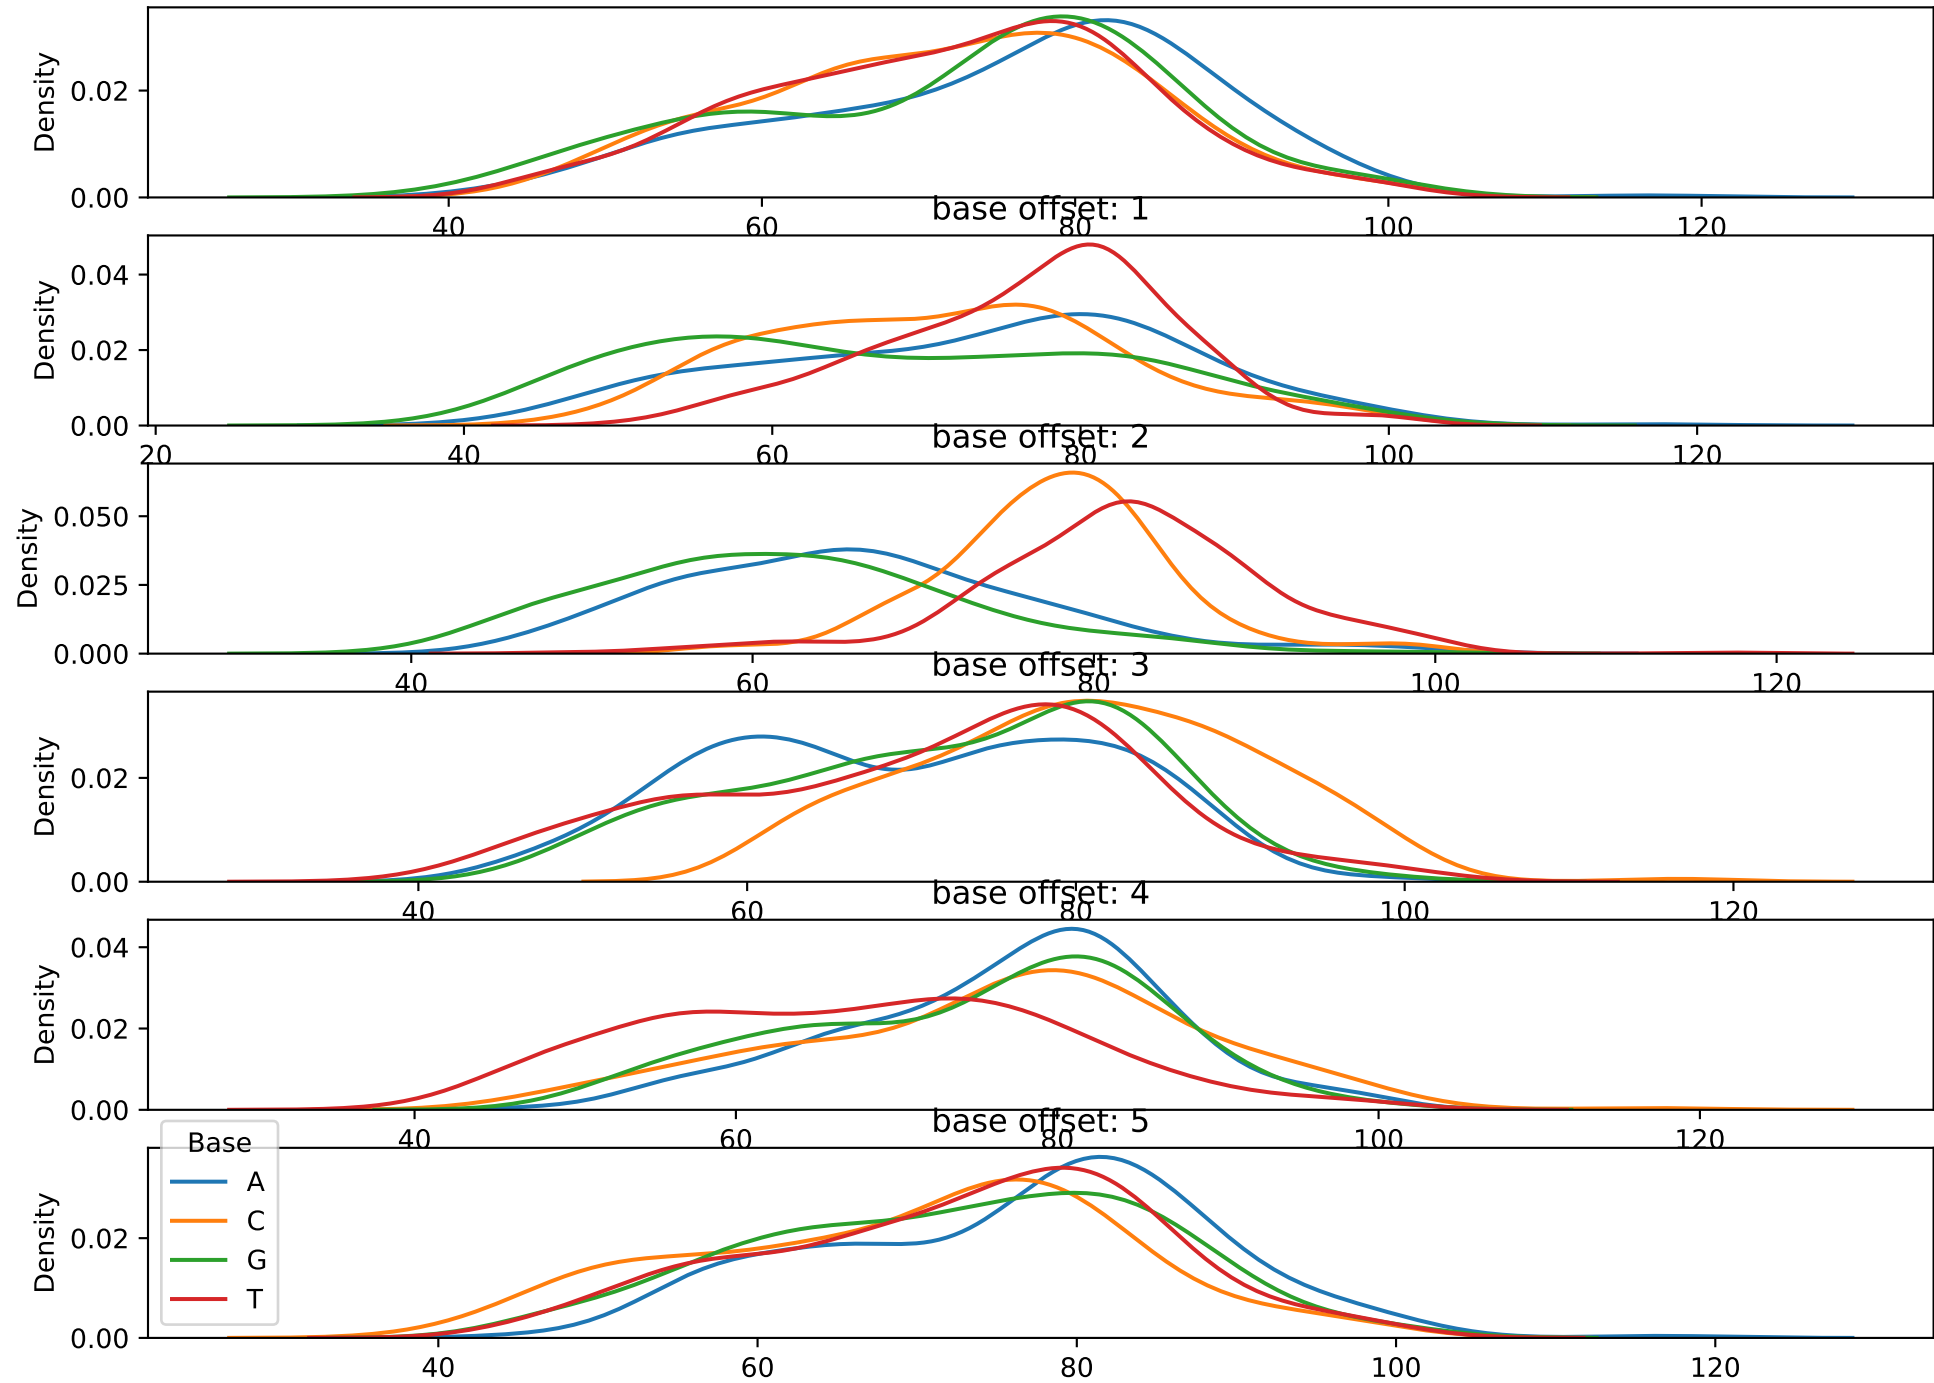 Density
0.02
0.00
40 60 80 100 120
base offset: 1
Density
0.04
0.02
0.00
20 40 60 80 100 120
base offset: 2
Density
0.050
0.025
0.000
40 60 80 100 120
base offset: 3
Density
0.02
0.00
40 60 80 100 120
base offset: 4
Density
0.04
0.02
0.00
40 60 80 100 120
base offset: 5
Density
0.02
0.00
Base
A
C
G
T
40 60 80 100 120